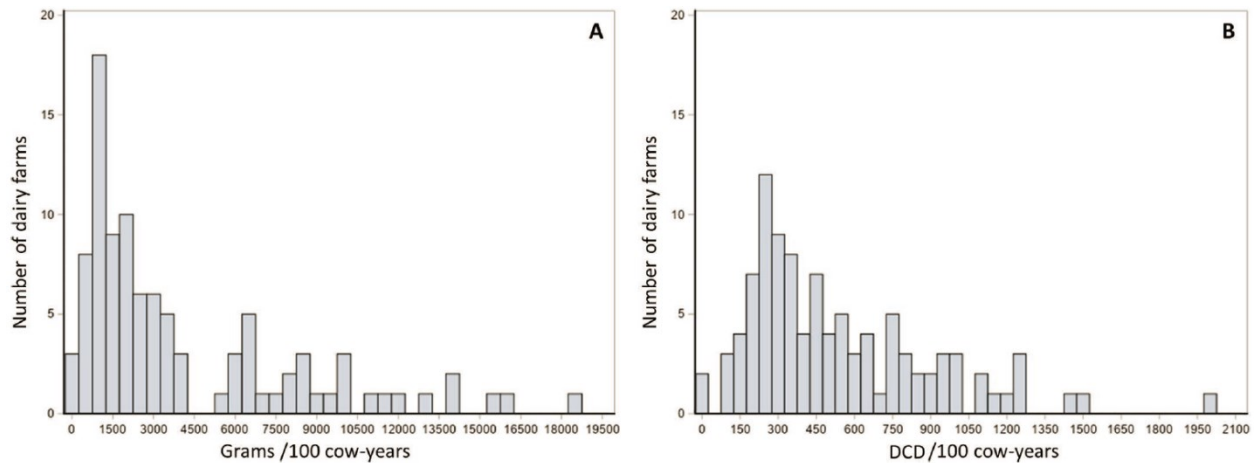 A
Number of dairy farms
20
15
10
5
0
0 1500 3000 4500 6000 7500 9000 10500 12000 13500 15000 16500 18000 19500
Grams /100 cow-years
B
Number of dairy farms
20
15
10
5
0
0 150 300 450 600 750 900 1050 1200 1350 1500 1650 1800 1950 2100
DCD/100 cow-years